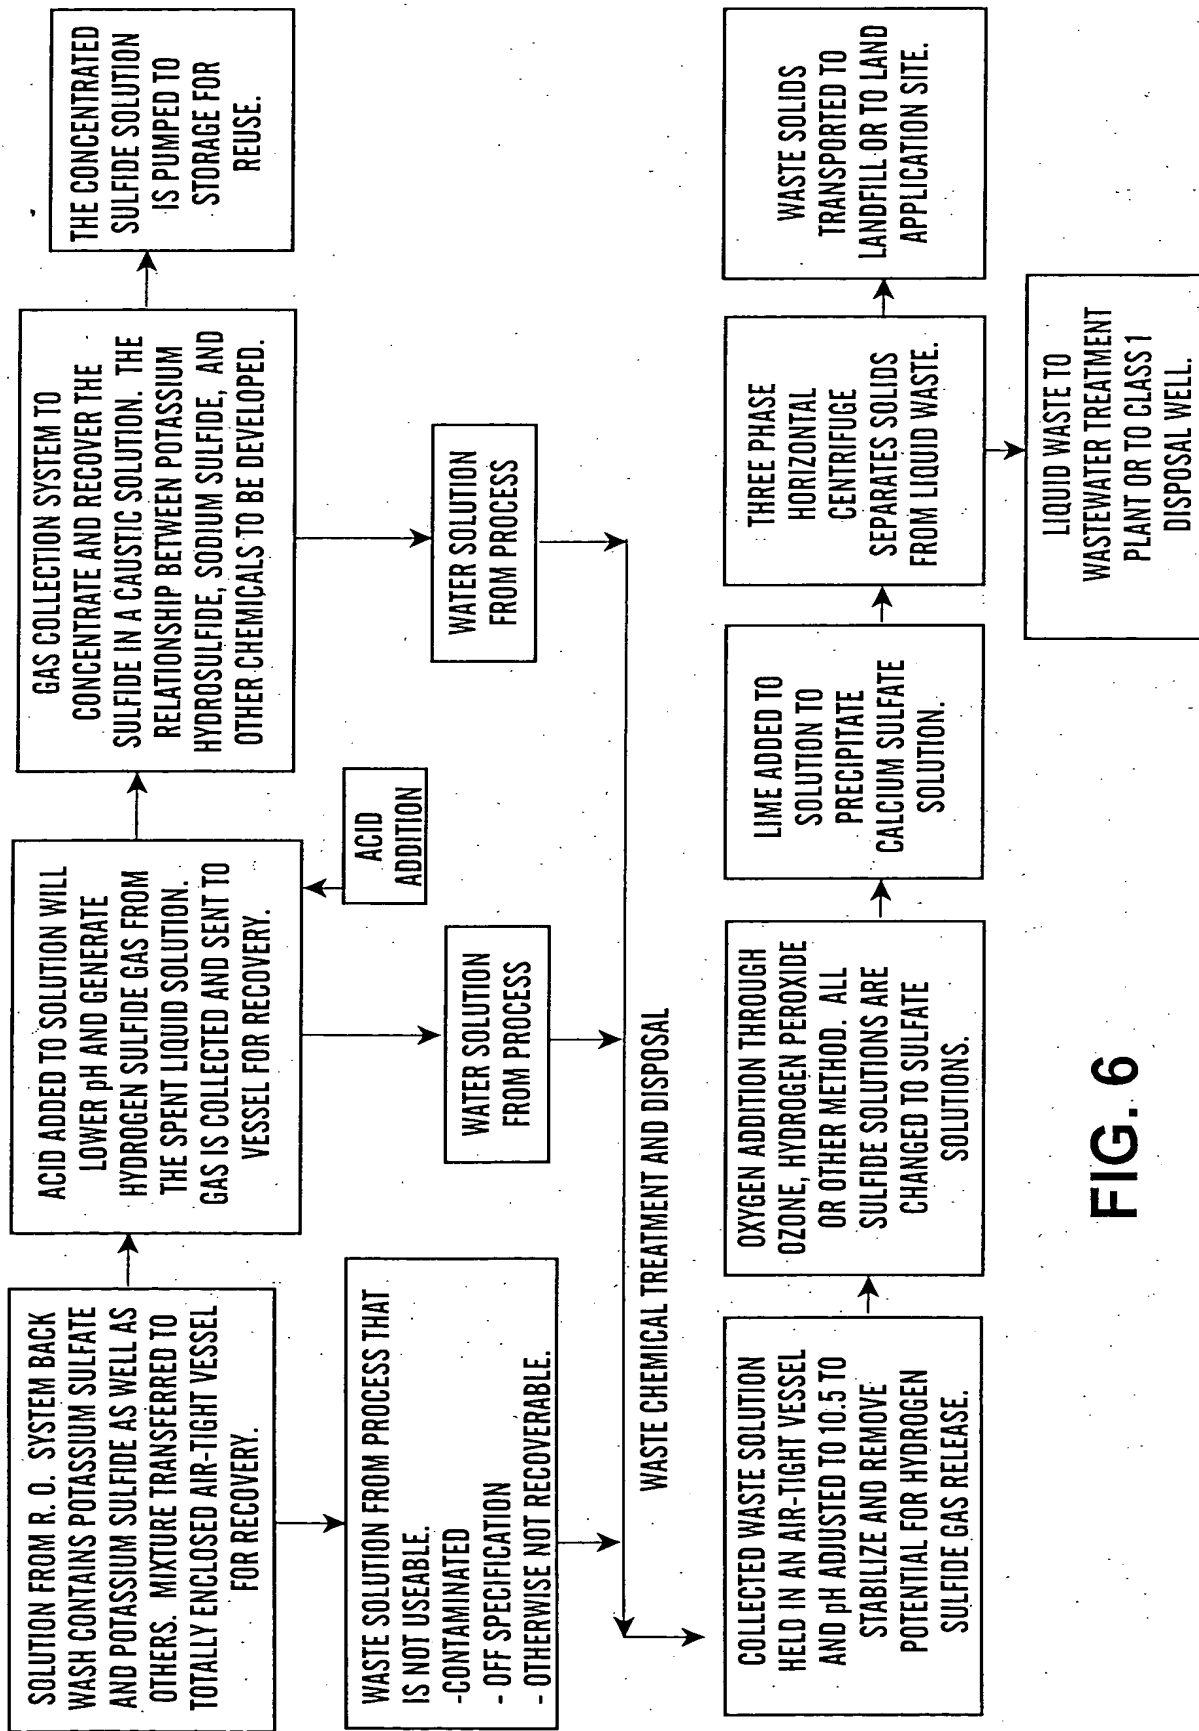 SOLUTION FROM R. O. SYSTEM BACK
WASH CONTAINS POTASSIUM SULFATE
AND POTASSIUM SULFIDE AS WELL AS
OTHERS. MIXTURE TRANSFERRED TO
TOTALLY ENCLOSED AIR-TIGHT VESSEL
FOR RECOVERY.
ACID ADDED TO SOLUTION WILL
LOWER pH AND GENERATE
HYDROGEN SULFIDE GAS FROM
THE SPENT LIQUID SOLUTION.
GAS IS COLLECTED AND SENT TO
VESSEL FOR RECOVERY.
GAS COLLECTION SYSTEM TO
CONCENTRATE AND RECOVER THE
SULFIDE IN A CAUSTIC SOLUTION. THE
RELATIONSHIP BETWEEN POTASSIUM
HYDROSULFIDE, SODIUM SULFIDE, AND
OTHER CHEMICALS TO BE DEVELOPED.
THE CONCENTRATED
SULFIDE SOLUTION
IS PUMPED TO
STORAGE FOR
REUSE.
ACID
ADDITION
WASTE SOLUTION FROM PROCESS THAT
IS NOT USEABLE.
-CONTAMINATED
- OFF SPECIFICATION
- OTHERWISE NOT RECOVERABLE.
WATER SOLUTION
FROM PROCESS
WATER SOLUTION
FROM PROCESS
WASTE CHEMICAL TREATMENT AND DISPOSAL
COLLECTED WASTE SOLUTION
HELD IN AN AIR-TIGHT VESSEL
AND pH ADJUSTED TO 10.5 TO
STABILIZE AND REMOVE
POTENTIAL FOR HYDROGEN
SULFIDE GAS RELEASE.
OXYGEN ADDITION THROUGH
OZONE, HYDROGEN PEROXIDE
OR OTHER METHOD. ALL
SULFIDE SOLUTIONS ARE
CHANGED TO SULFATE
SOLUTIONS.
LIME ADDED TO
SOLUTION TO
PRECIPITATE
CALCIUM SULFATE
SOLUTION.
THREE PHASE
HORIZONTAL
CENTRIFUGE
SEPARATES SOLIDS
FROM LIQUID WASTE.
WASTE SOLIDS
TRANSPORTED TO
LANDFILL OR TO LAND
APPLICATION SITE.
LIQUID WASTE TO
WASTEWATER TREATMENT
PLANT OR TO CLASS 1
DISPOSAL WELL.
FIG. 6